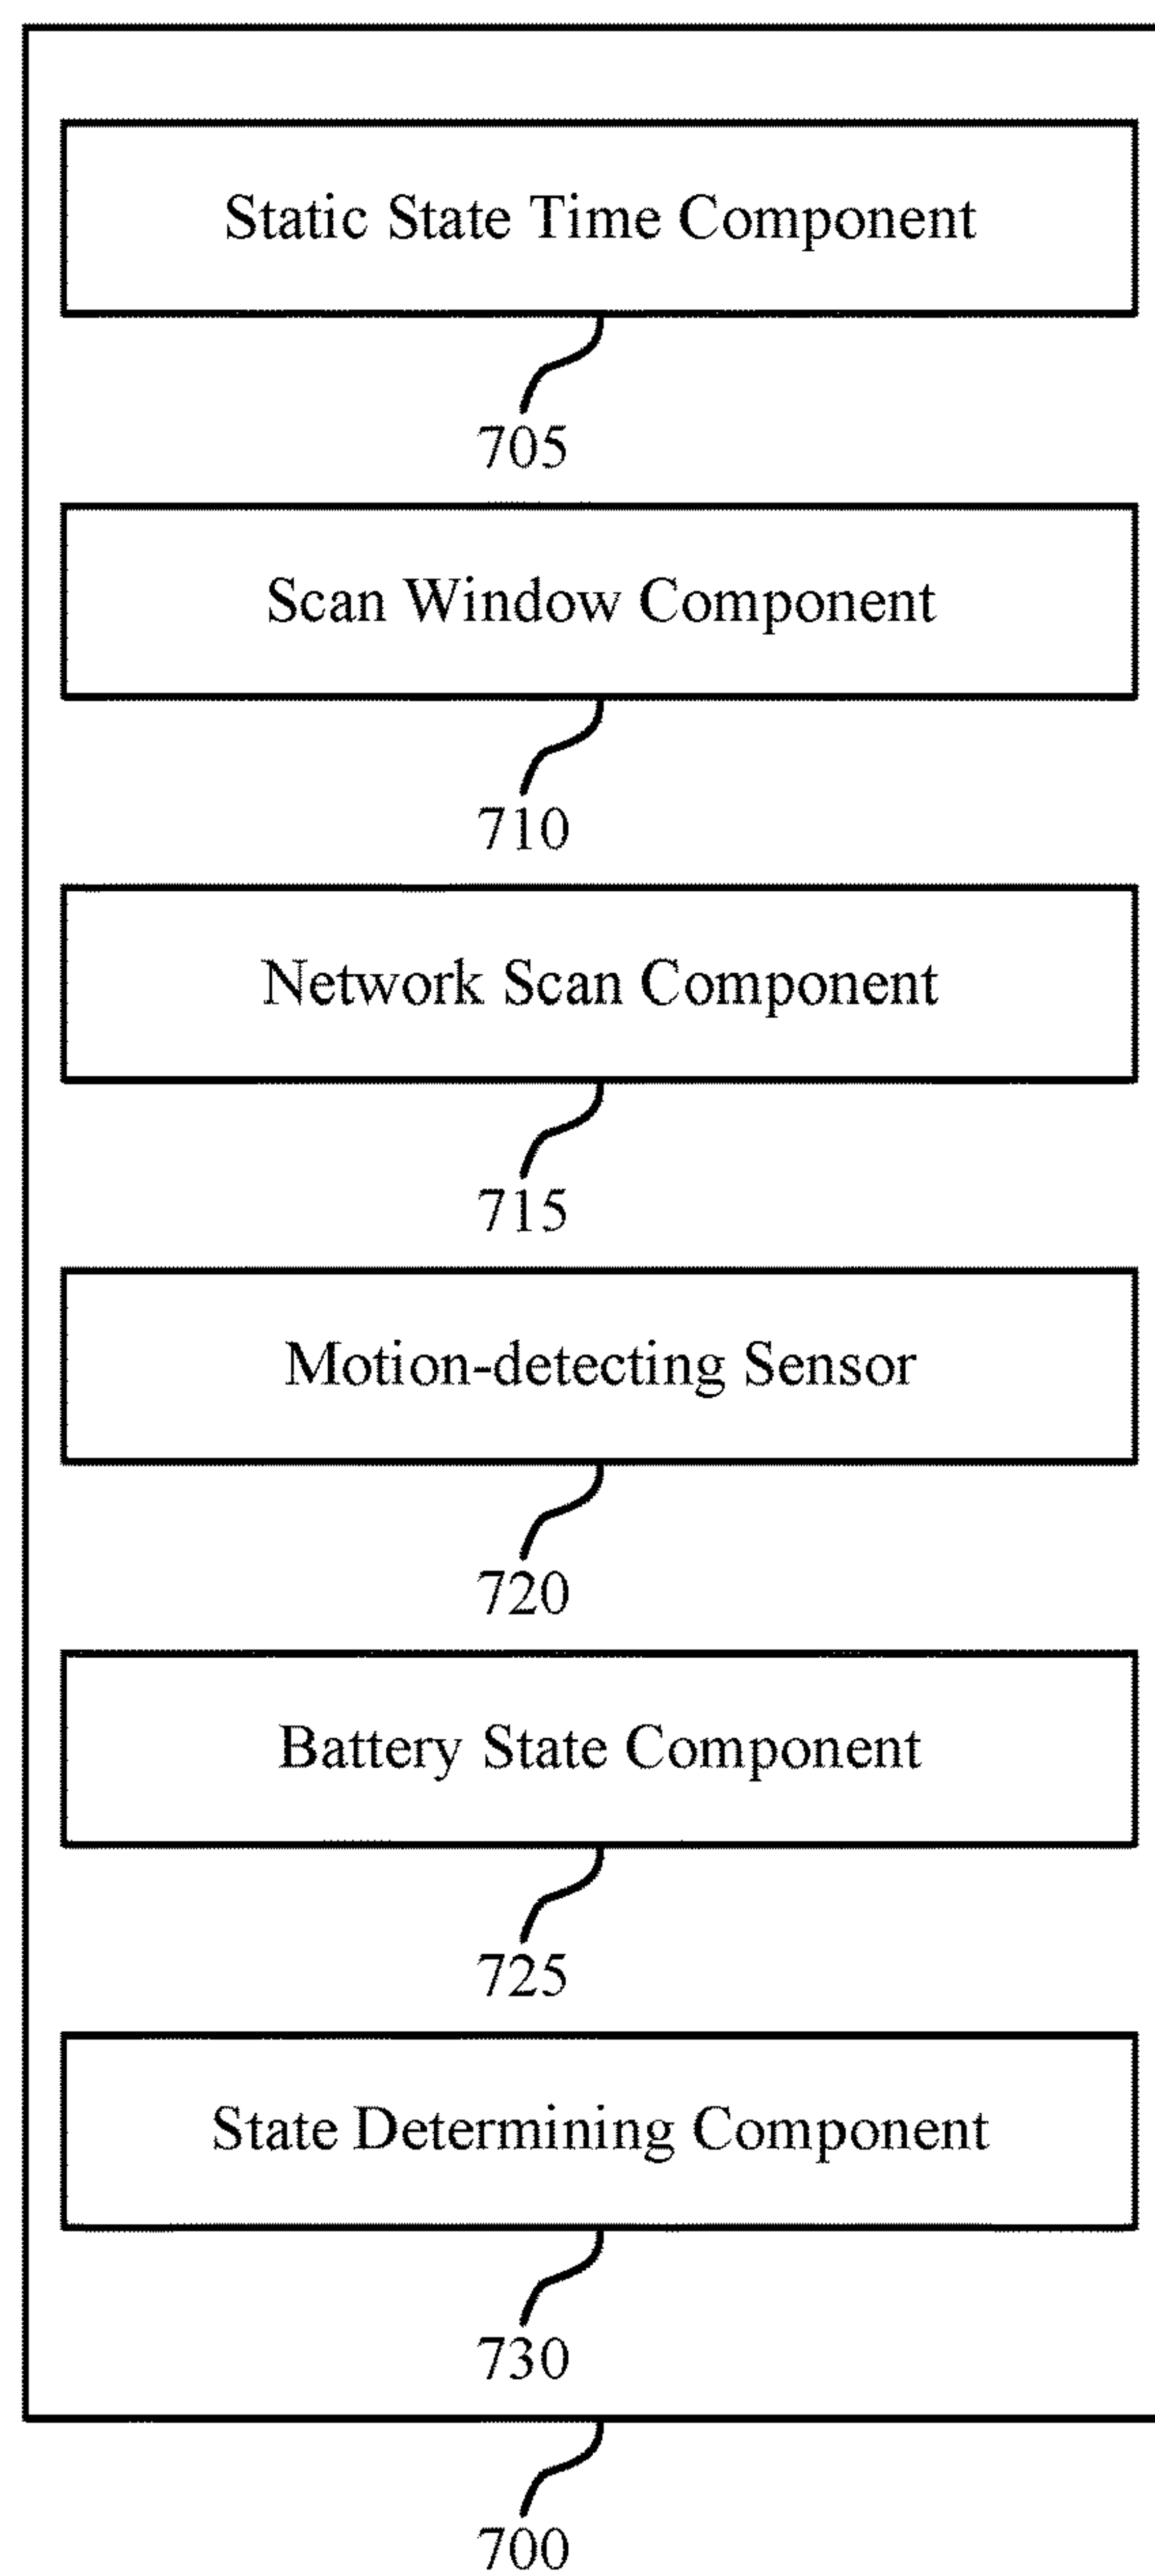 Static State Time Component
705
Scan Window Component
710
Network Scan Component
715
Motion-detecting Sensor
720
Battery State Component
725
State Determining Component
730
700